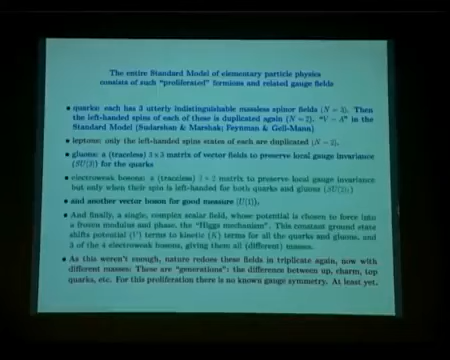 The entire Standard Model of elementary particle physics
consists of such "proliferated" fermions and related gauge fields
• quarks: each has 3 utterly indistinguishable massless spinor fields (N = 3). Then
the left-handed spins of each of these is duplicated again (N = 2). "V − A" in the
Standard Model (Sudarshan & Marshak; Feynman & Gell-Mann)
• leptons: only the left-handed spins states of each are duplicated (N = 2).
• gluons: a (traceless) 3 × 3 matrix of vector fields to preserve local gauge invariance
(SU(3)) for the quarks
• electroweak bosons: a (traceless) 2 × 2 matrix to preserve local gauge invariance
but only when their spin is left-handed for both quarks and gluons (SU(2))
• and another vector boson for good measure (U(1)).
• And finally, a single, complex scalar field, whose potential is chosen to force into
a frozen modulus and phase, the "Higgs mechanism". This constant ground state
shifts potential (V) terms to kinetic (K) terms for all the quarks and gluons, and
3 of the 4 electroweak bosons, giving them all (different) masses.
• As this weren't enough, nature redoes these fields in triplicate again, now with
different masses: These are "generations": the difference between up, charm, top
quarks, etc. For this proliferation there is no known gauge symmetry. At least yet.